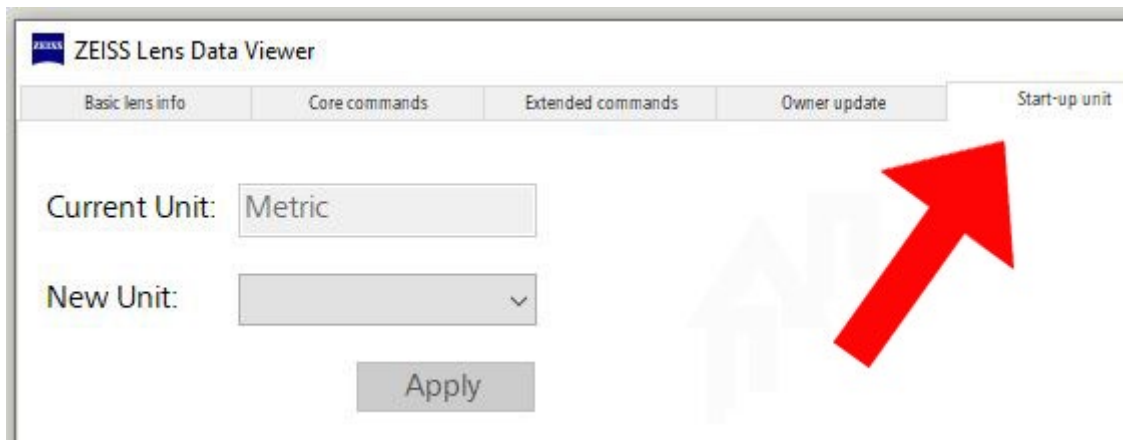 ZEISS ZEISS Lens Data Viewer
Basic lens info Core commands Extended commands Owner update Start-up unit
Current Unit: Metric
New Unit:
Apply